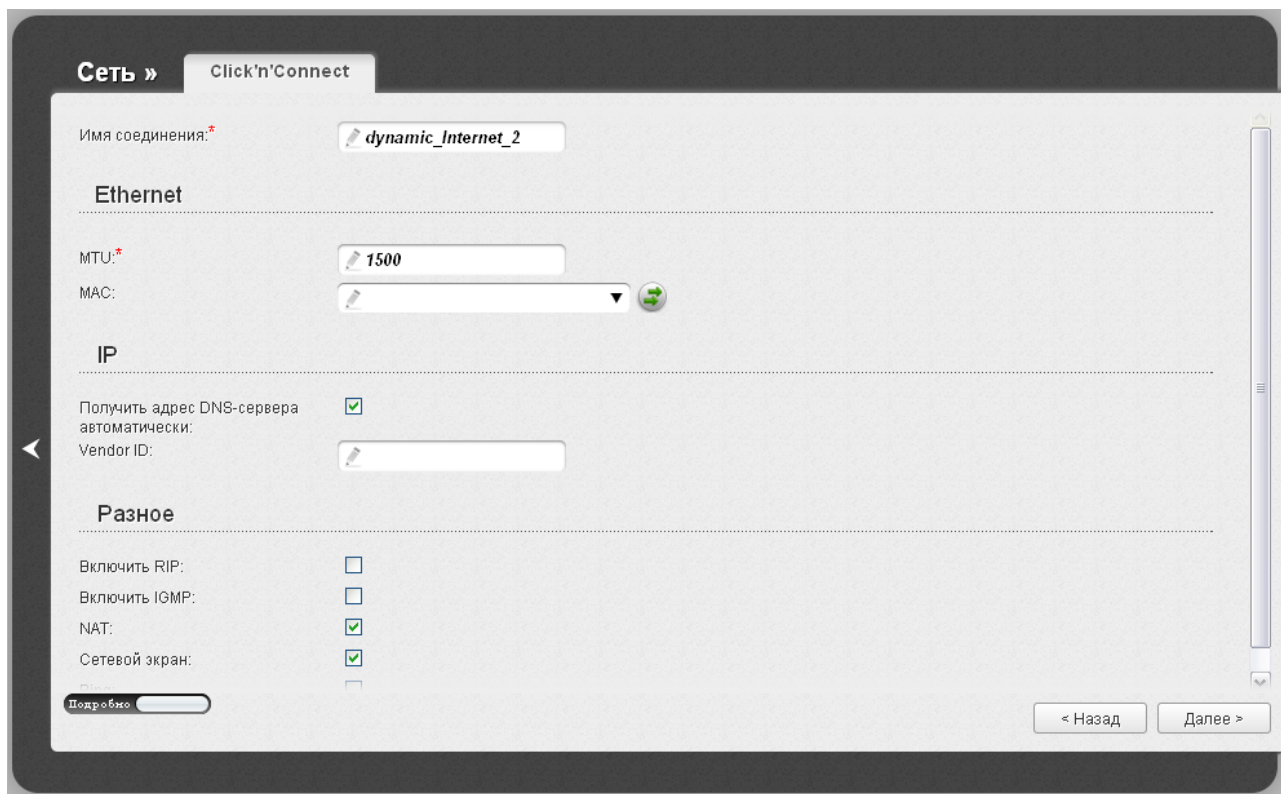 Сеть »
Click'n'Connect
Имя соединения:*
dynamic_Internet_2
Ethernet
MTU:*
1500
MAC:
IP
Получить адрес DNS-сервера
автоматически:
Vendor ID:
Разное
Включить RIP:
Включить IGMP:
NAT:
Сетевой экран:
Ping:
Подробно
< Назад
Далее >